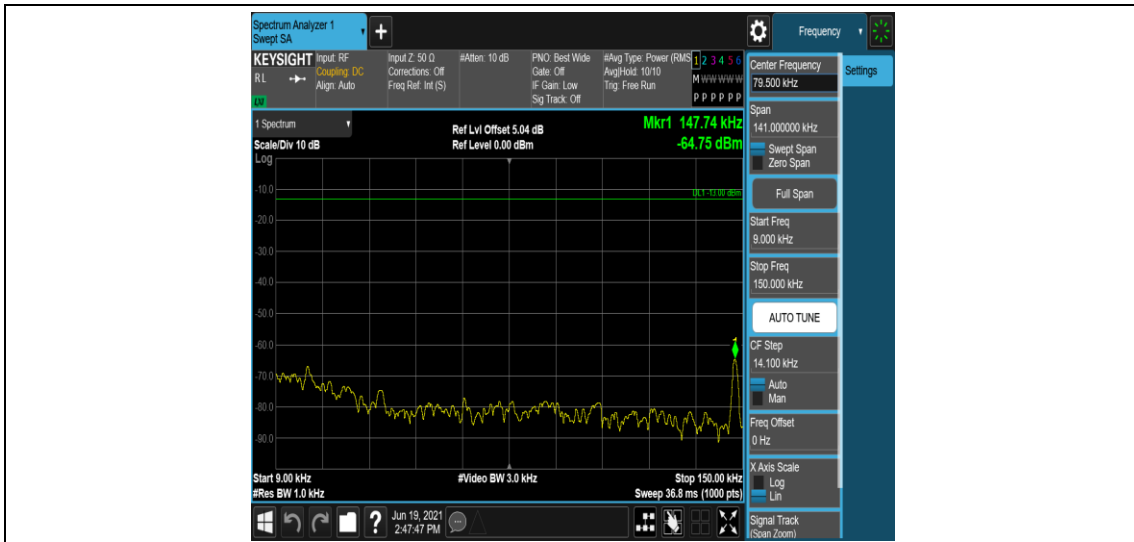 Spectrum Analyzer 1
Swept SA
+
Frequency
KEYSIGHT
RL
LXI
Input: RF
Coupling: DC
Align: Auto
Input Z: 50 Ω
Corrections: Off
Freq Ref: Int (S)
#Atten: 10 dB
PNO: Best Wide
Gate: Off
IF Gain: Low
Sig Track: Off
#Avg Type: Power (RMS
Avg|Hold: 10/10
Trig: Free Run
1 2 3 4 5 6
M W W W W W
P P P P P P
1 Spectrum
Scale/Div 10 dB
Log
Ref Lvl Offset 5.04 dB
Ref Level 0.00 dBm
Mkr1 147.74 kHz
-64.75 dBm
DL1 -13.00 dBm
-10.0
-20.0
-30.0
-40.0
-50.0
-60.0
1
-70.0
-80.0
-90.0
Start 9.00 kHz
#Res BW 1.0 kHz
#Video BW 3.0 kHz
Stop 150.00 kHz
Sweep 36.8 ms (1000 pts)
Center Frequency
79.500 kHz
Settings
Span
141.000000 kHz
Swept Span
Zero Span
Full Span
Start Freq
9.000 kHz
Stop Freq
150.000 kHz
AUTO TUNE
CF Step
14.100 kHz
Auto
Man
Freq Offset
0 Hz
X Axis Scale
Log
Lin
Signal Track
(Span Zoom)
?
Jun 19, 2021
2:47:47 PM